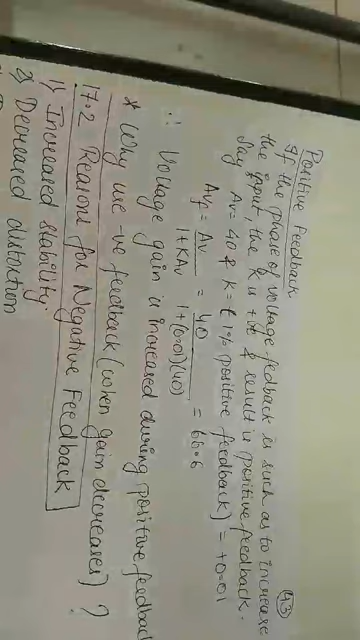 43
Positive Feedback
If the phase of voltage fedback is such as to increase
the input, the k is +ve & result is positive feedback.
Say Av = 40 & k = (1% positive feedback) = +0.01
Avf = Av / 1+KAv = 40 / 1+(0.01)(40) = 66.6
∴ Voltage gain is increased during positive feedback
* Why use -ve feedback (when gain decreases) ?
17.2 Reasons for Negative Feedback
1) Increased stability.
2) Decreased distortion